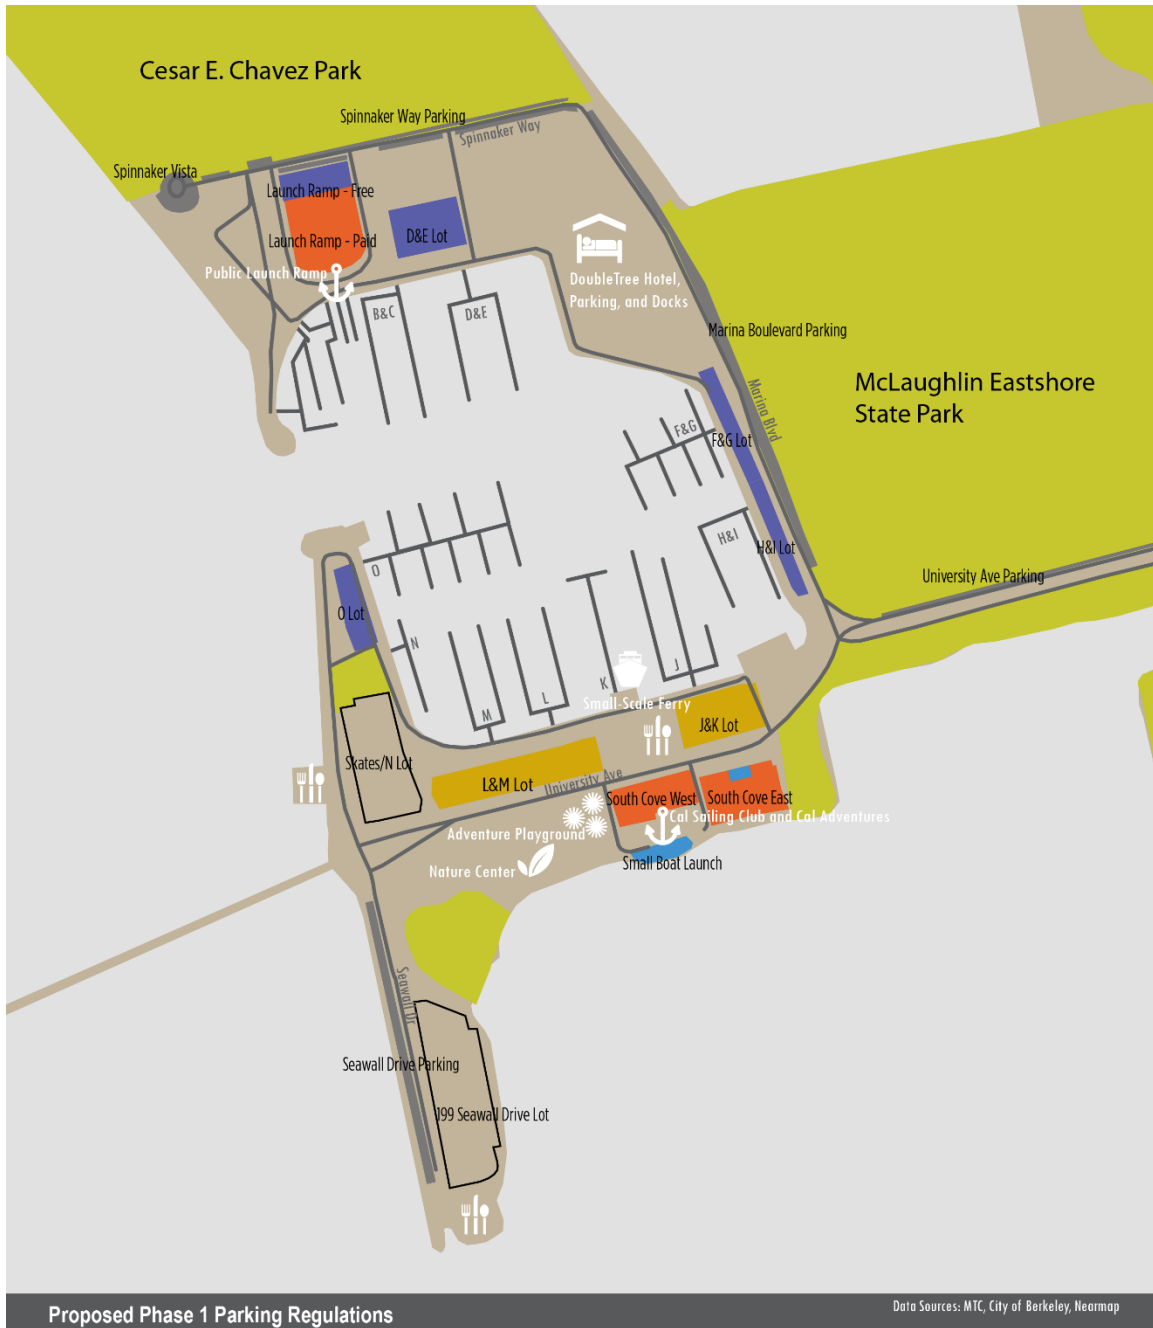 Cesar E. Chavez Park
Spinnaker Way Parking
Spinnaker Way
Spinnaker Vista
Launch Ramp - Free
Launch Ramp - Paid
D&E Lot
Public Launch Ramp
DoubleTree Hotel,
Parking, and Docks
B&C
D&E
Marina Boulevard Parking
McLaughlin Eastshore
State Park
Marina Blvd
F&G
F&G Lot
H&I
H&I Lot
O
University Ave Parking
O Lot
N
J
K
L
M
Small-Scale Ferry
J&K Lot
Skates/N Lot
L&M Lot
University Ave
South Cove West
South Cove East
Cal Sailing Club and Cal Adventures
Adventure Playground
Small Boat Launch
Nature Center
Seawall Dr
Seawall Drive Parking
199 Seawall Drive Lot
Proposed Phase 1 Parking Regulations
Data Sources: MTC, City of Berkeley, Nearmap